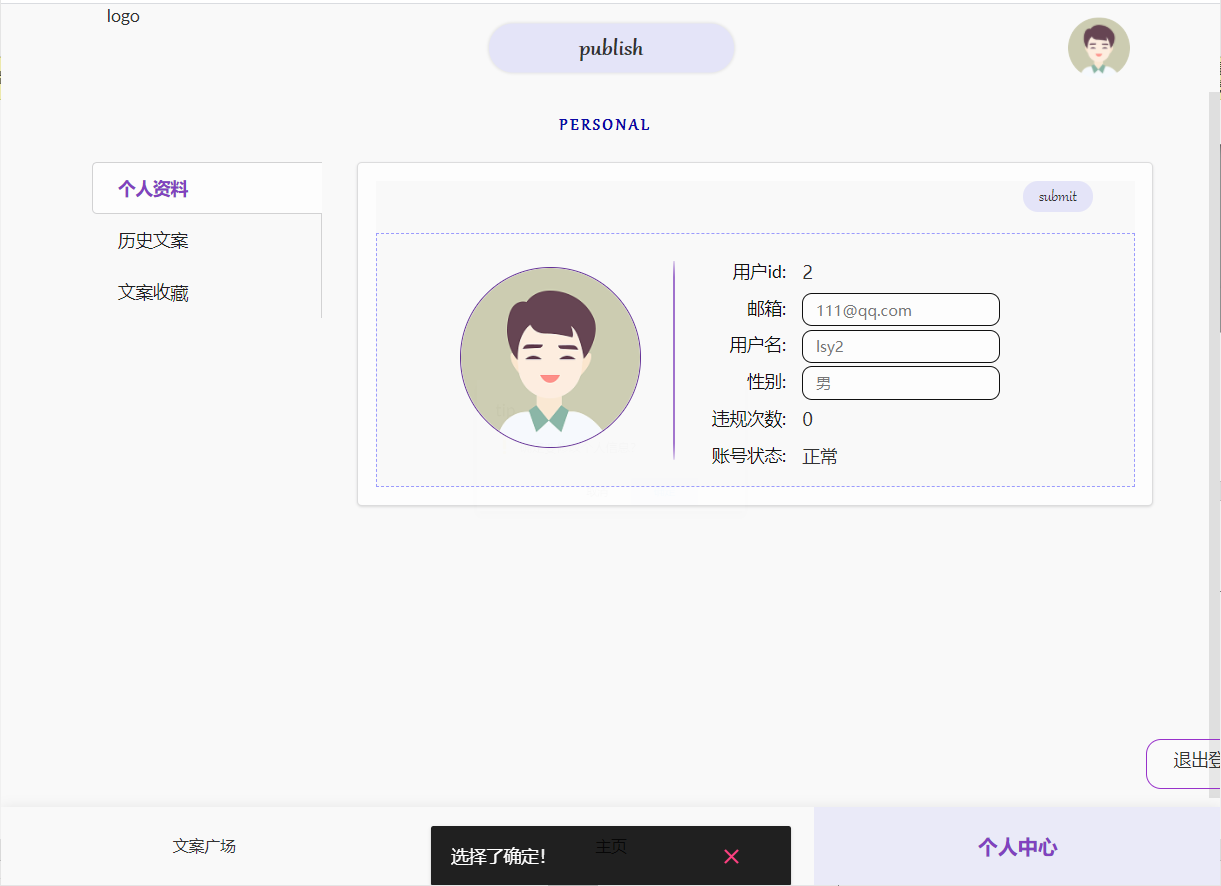 logo
publish
PERSONAL
个人资料
历史文案
文案收藏
submit
用户id: 2
邮箱: 111@qq.com
用户名: lsy2
性别: 男
违规次数: 0
账号状态: 正常
退出登
文案广场
主页
个人中心
选择了确定!